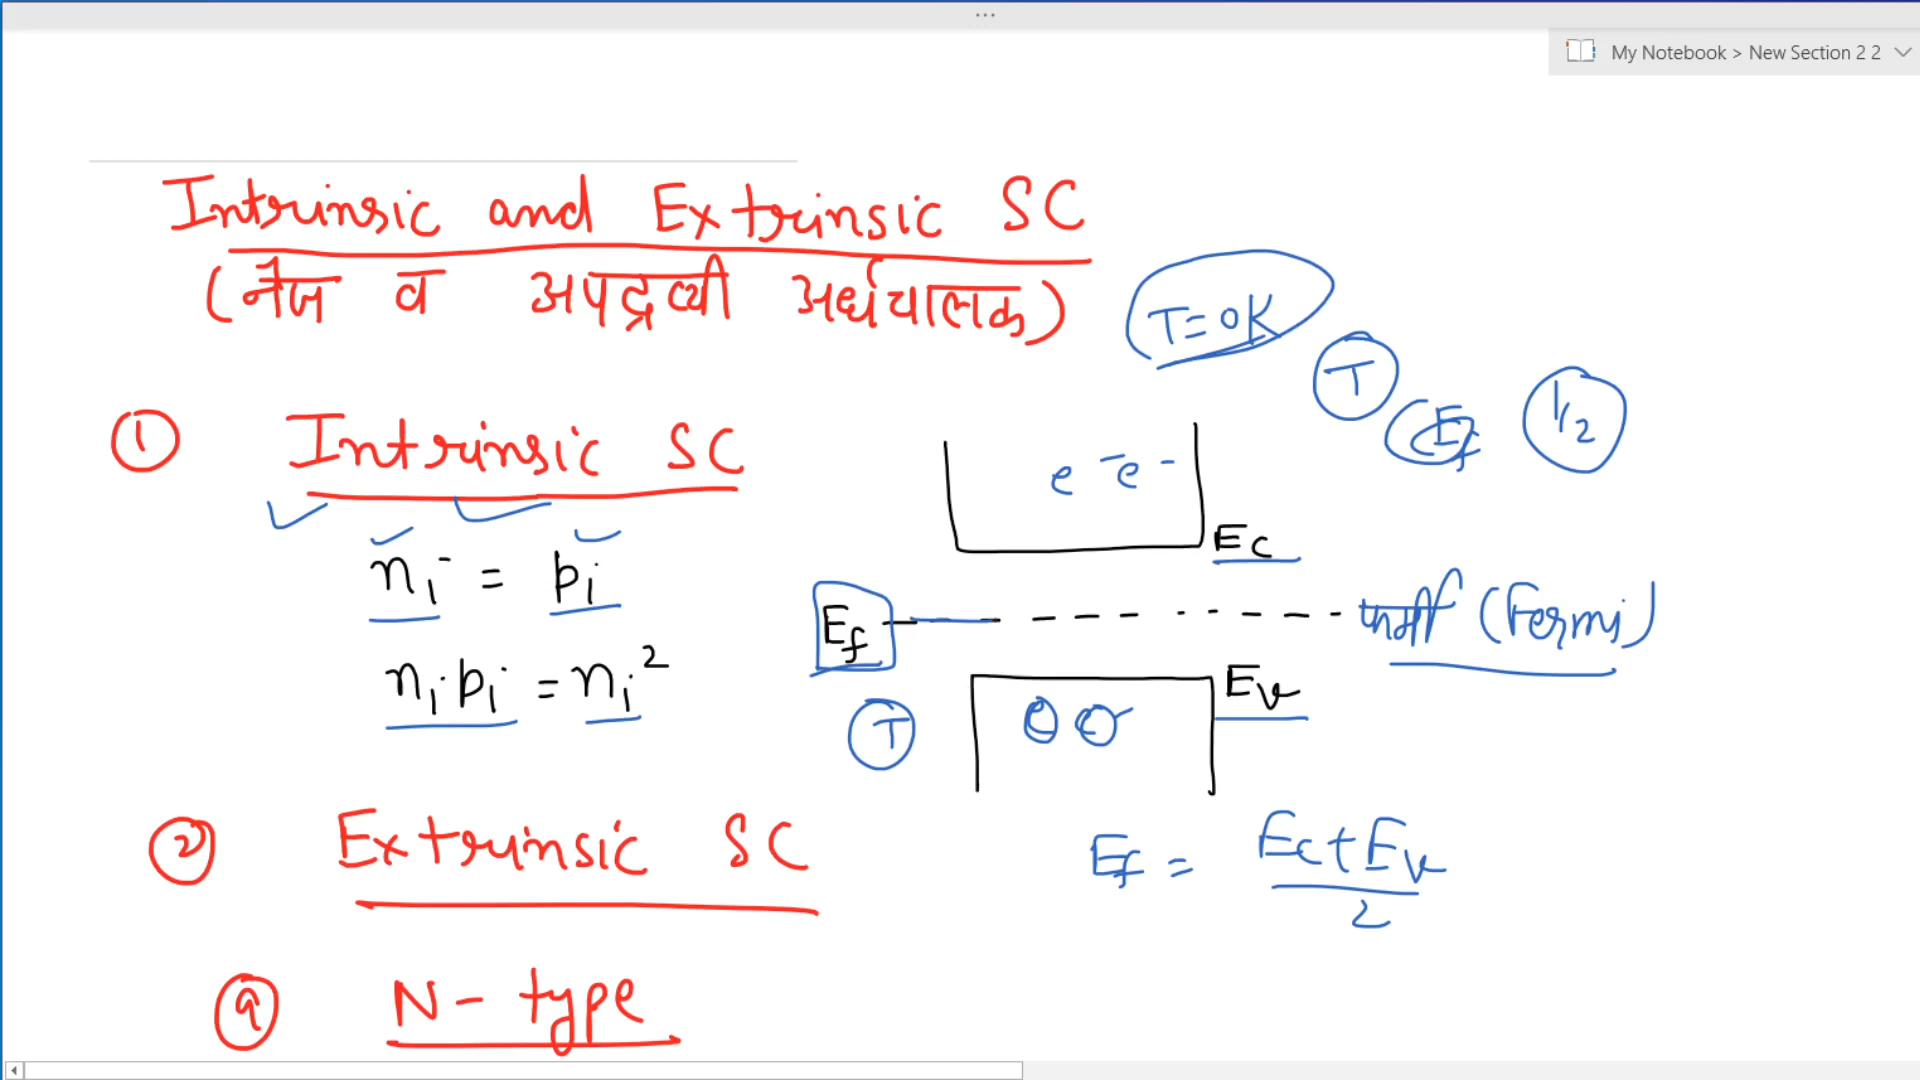 ...
My Notebook > New Section 2 2
Intrinsic and Extrinsic SC
(नैज व अपद्रव्यी अर्धचालक)
T=0K
T
Ef
1/2
① Intrinsic SC
e⁻ e⁻
Ec
ni = pi
Ef
फर्मी (Fermi)
ni·pi = ni²
Ev
T
② Extrinsic SC
Ef = Ec+Ev
2
ⓐ N- type